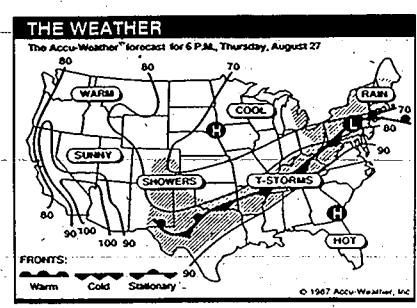 THE WEATHER
The Accu-Weather™ forecast for 6 P.M., Thursday, August 27
80
80
70
WARM
COOL
RAIN
70
80
H
L
90
SUNNY
SHOWERS
T-STORMS
80
90
100
100
90
H
HOT
FRONTS:
Warm
Cold
Stationary
90
© 1987 Accu-Weather, Inc.